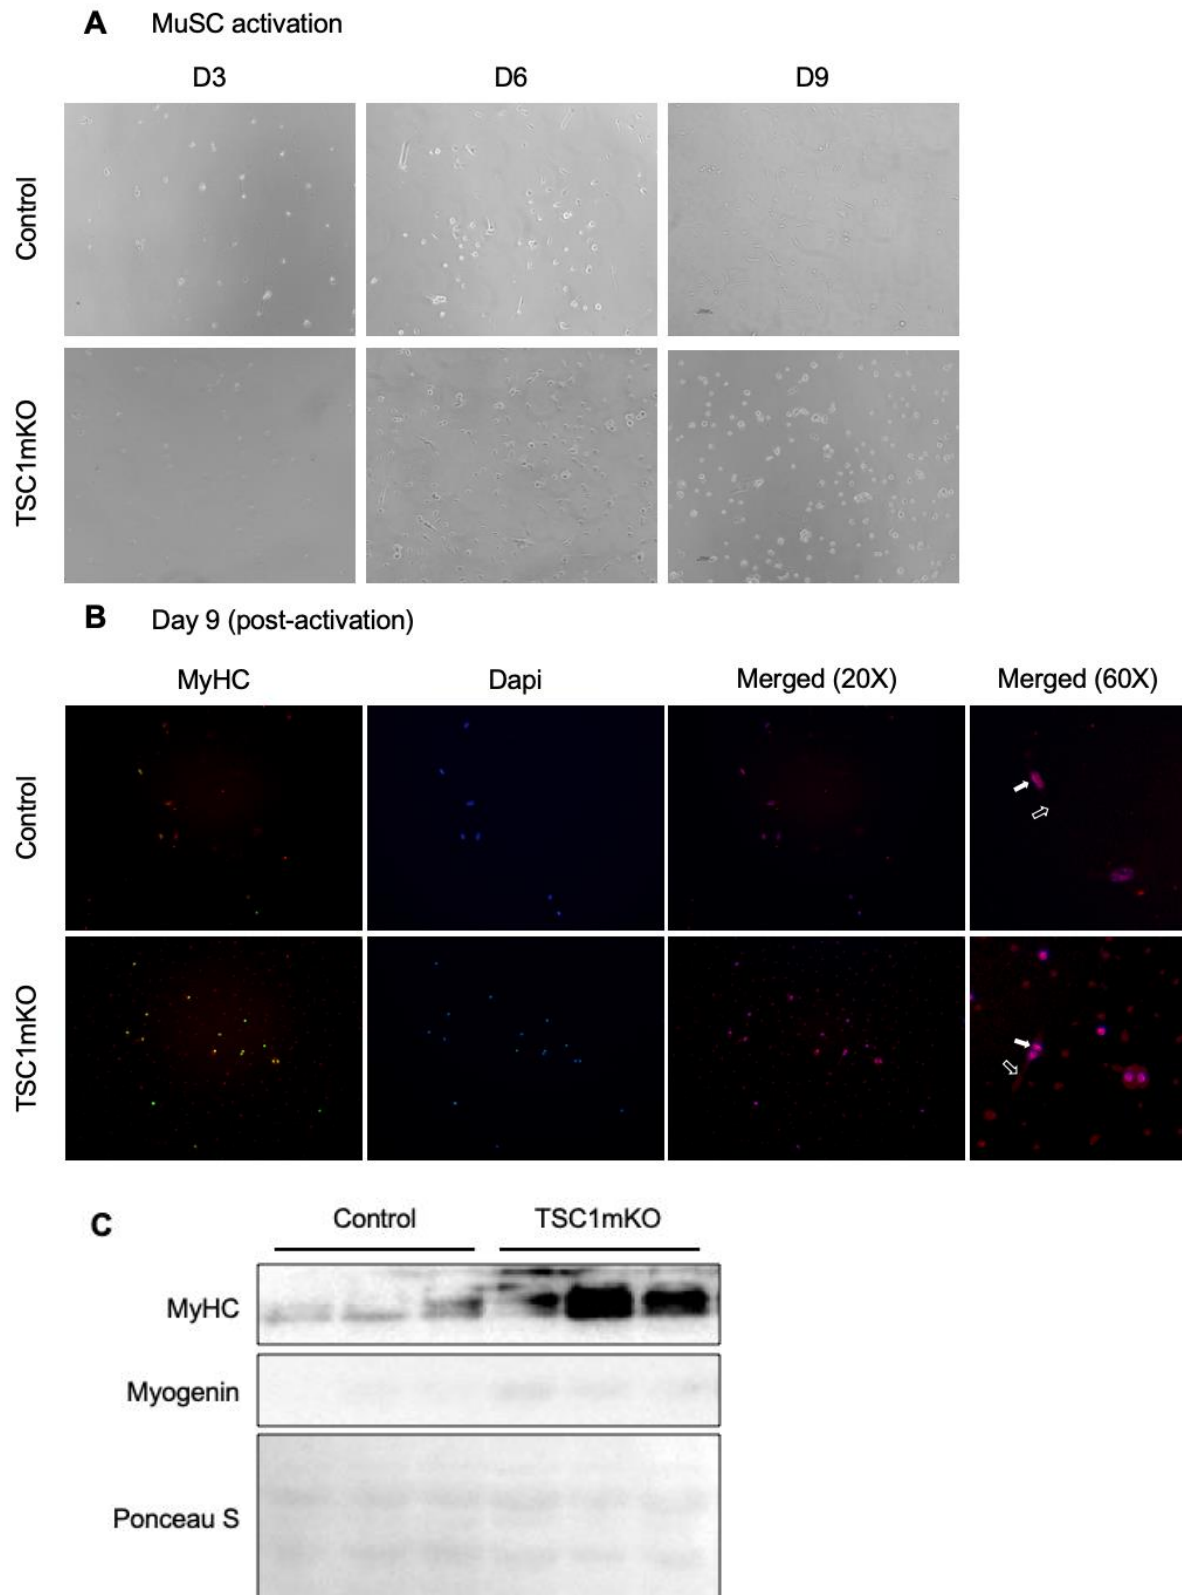 A MuSC activation
D3 D6 D9
Control
TSC1mKO
B Day 9 (post-activation)
MyHC Dapi Merged (20X) Merged (60X)
Control
TSC1mKO
C Control TSC1mKO
MyHC
Myogenin
Ponceau S